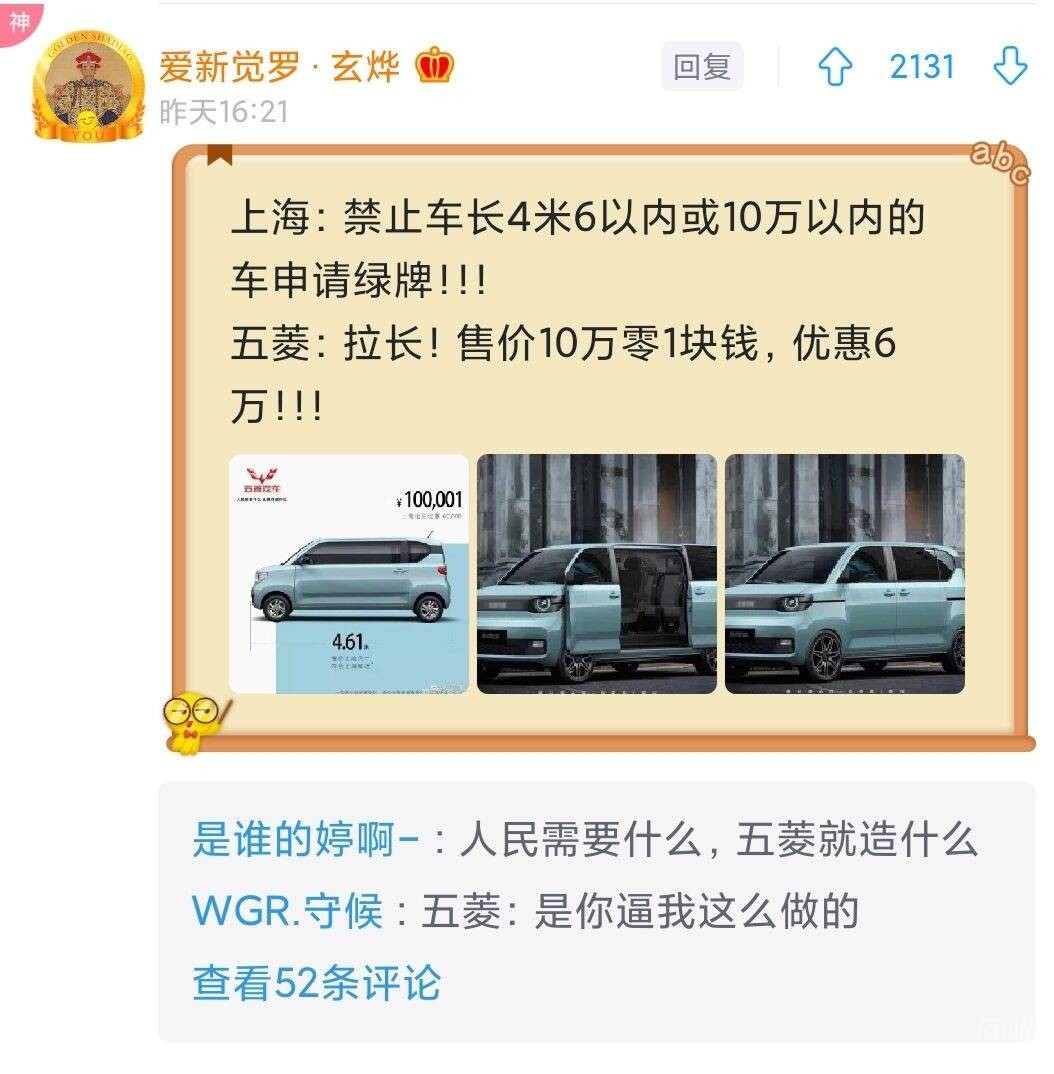 神
GOLDEN SHADIAO
YOU
爱新觉罗·玄烨
昨天16:21
回复
2131
abc
上海：禁止车长4米6以内或10万以内的
车申请绿牌！！！
五菱：拉长！售价10万零1块钱，优惠6
万！！！
五菱汽车
¥100,001
4.61米
是谁的婷啊-：人民需要什么，五菱就造什么
WGR.守候：五菱：是你逼我这么做的
查看52条评论